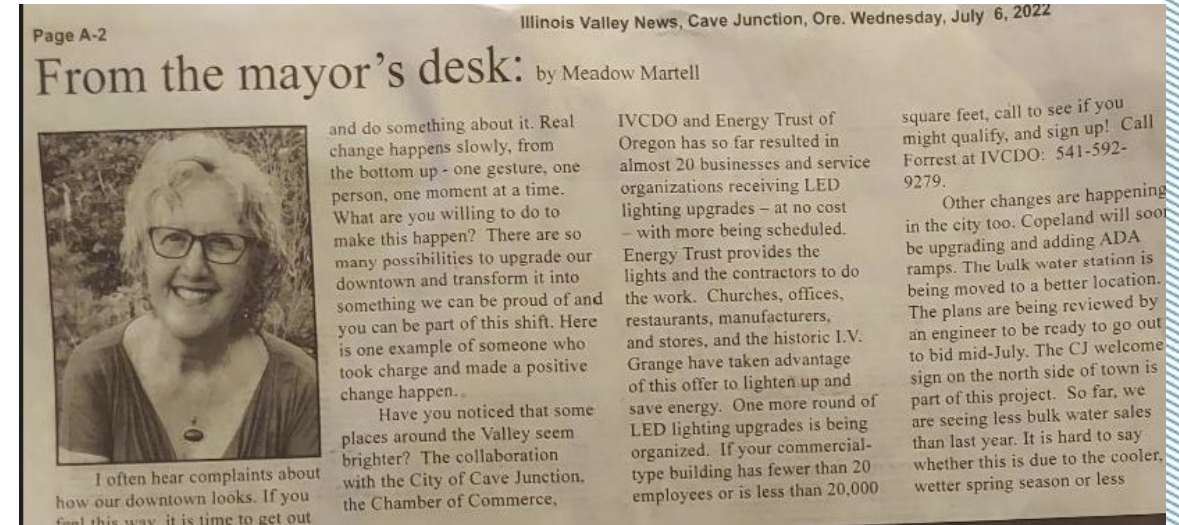 Page A-2
Illinois Valley News, Cave Junction, Ore. Wednesday, July 6, 2022
From the mayor's desk: by Meadow Martell
I often hear complaints about
how our downtown looks. If you
feel this way, it is time to get out
and do something about it. Real
change happens slowly, from
the bottom up - one gesture, one
person, one moment at a time.
What are you willing to do to
make this happen? There are so
many possibilities to upgrade our
downtown and transform it into
something we can be proud of and
you can be part of this shift. Here
is one example of someone who
took charge and made a positive
change happen.
Have you noticed that some
places around the Valley seem
brighter? The collaboration
with the City of Cave Junction,
the Chamber of Commerce,
IVCDO and Energy Trust of
Oregon has so far resulted in
almost 20 businesses and service
organizations receiving LED
lighting upgrades – at no cost
– with more being scheduled.
Energy Trust provides the
lights and the contractors to do
the work. Churches, offices,
restaurants, manufacturers,
and stores, and the historic I.V.
Grange have taken advantage
of this offer to lighten up and
save energy. One more round of
LED lighting upgrades is being
organized. If your commercial-
type building has fewer than 20
employees or is less than 20,000
square feet, call to see if you
might qualify, and sign up! Call
Forrest at IVCDO: 541-592-
9279.
Other changes are happening
in the city too. Copeland will soon
be upgrading and adding ADA
ramps. The bulk water station is
being moved to a better location.
The plans are being reviewed by
an engineer to be ready to go out
to bid mid-July. The CJ welcome
sign on the north side of town is
part of this project. So far, we
are seeing less bulk water sales
than last year. It is hard to say
whether this is due to the cooler,
wetter spring season or less